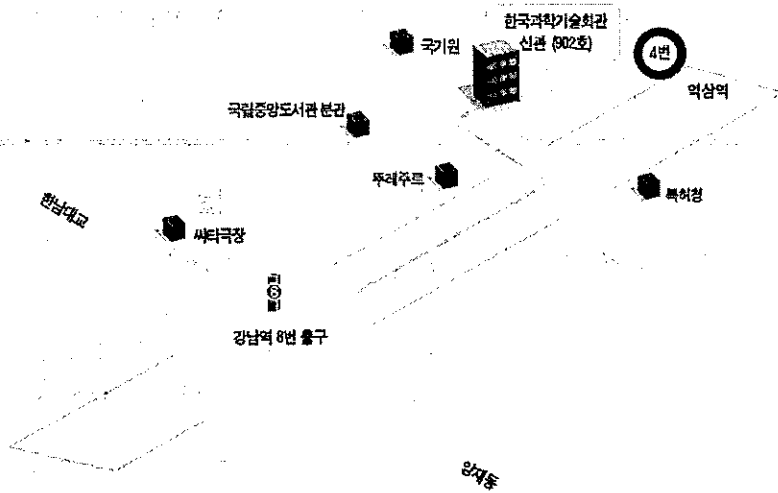 한국과학기술회관
신관 (902호)
국기원
4번
역삼역
국립중앙도서관 분관
뚜레주르
특허청
한남대교
씨티극장
강남역 8번 출구
양재동